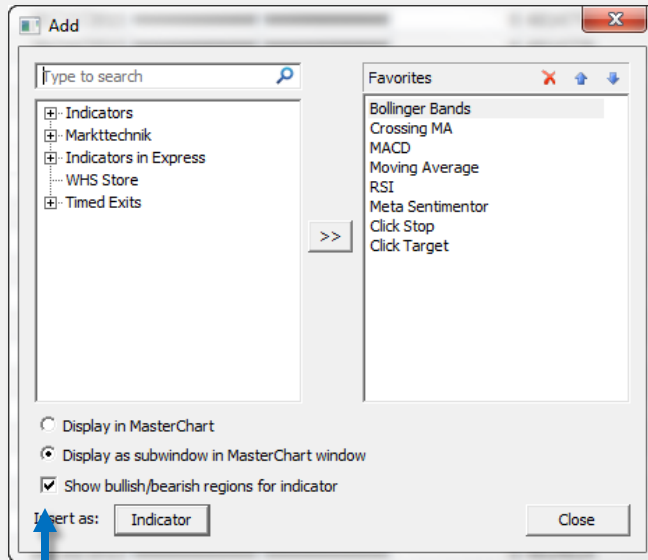 Add
Type to search
Indicators
Markttechnik
Indicators in Express
WHS Store
Timed Exits
>>
Favorites
Bollinger Bands
Crossing MA
MACD
Moving Average
RSI
Meta Sentimentor
Click Stop
Click Target
Display in MasterChart
Display as subwindow in MasterChart window
Show bullish/bearish regions for indicator
Insert as: Indicator
Close